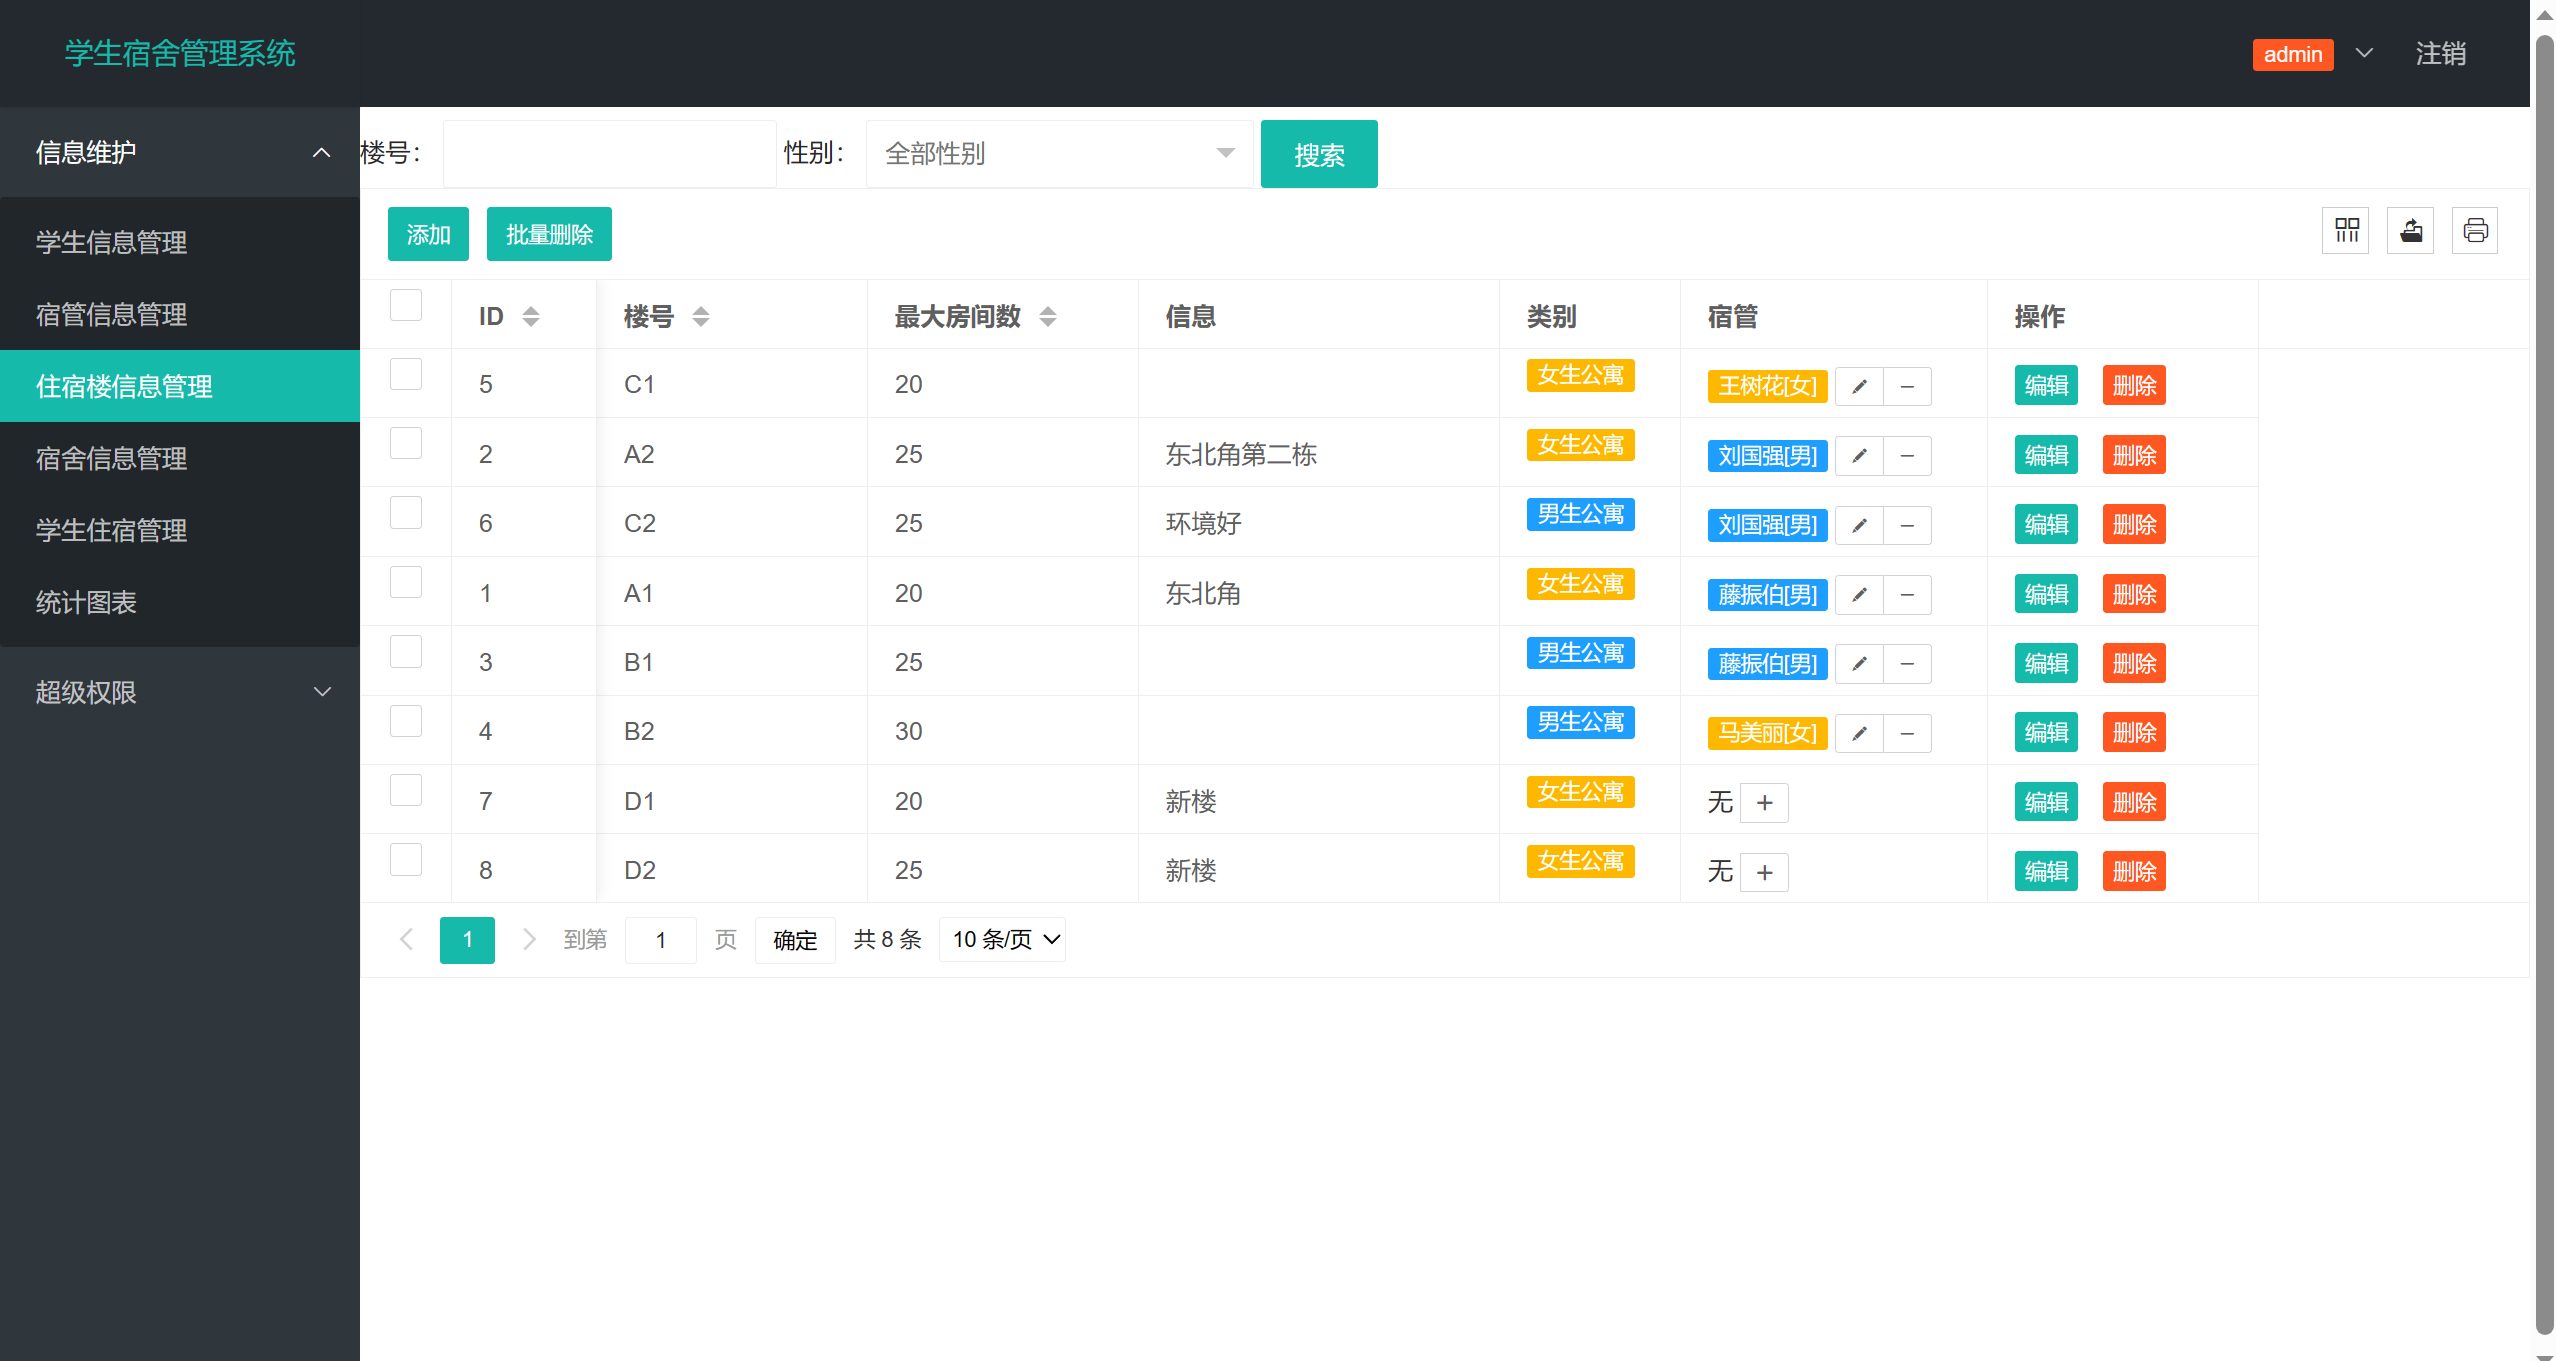 学生宿舍管理系统
admin 注销
信息维护
学生信息管理
宿管信息管理
住宿楼信息管理
宿舍信息管理
学生住宿管理
统计图表
超级权限
楼号： 性别： 全部性别 搜索
添加 批量删除
ID 楼号 最大房间数 信息 类别 宿管 操作
5 C1 20 女生公寓 王树花[女] 编辑 删除
2 A2 25 东北角第二栋 女生公寓 刘国强[男] 编辑 删除
6 C2 25 环境好 男生公寓 刘国强[男] 编辑 删除
1 A1 20 东北角 女生公寓 藤振伯[男] 编辑 删除
3 B1 25 男生公寓 藤振伯[男] 编辑 删除
4 B2 30 男生公寓 马美丽[女] 编辑 删除
7 D1 20 新楼 女生公寓 无 + 编辑 删除
8 D2 25 新楼 女生公寓 无 + 编辑 删除
1 到第 1 页 确定 共 8 条 10 条/页